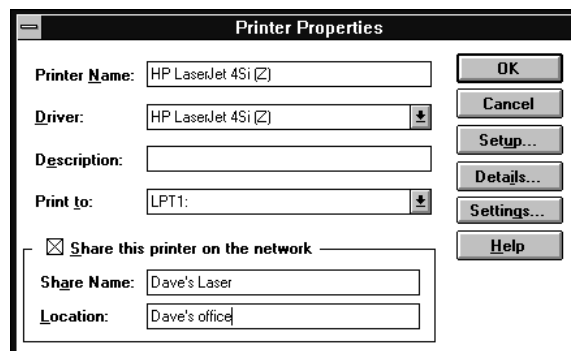 Printer Properties
Printer Name: HP LaserJet 4Si (Z)
Driver: HP LaserJet 4Si (Z)
Description:
Print to: LPT1:
Share this printer on the network
Share Name: Dave's Laser
Location: Dave's office
OK
Cancel
Setup...
Details...
Settings...
Help